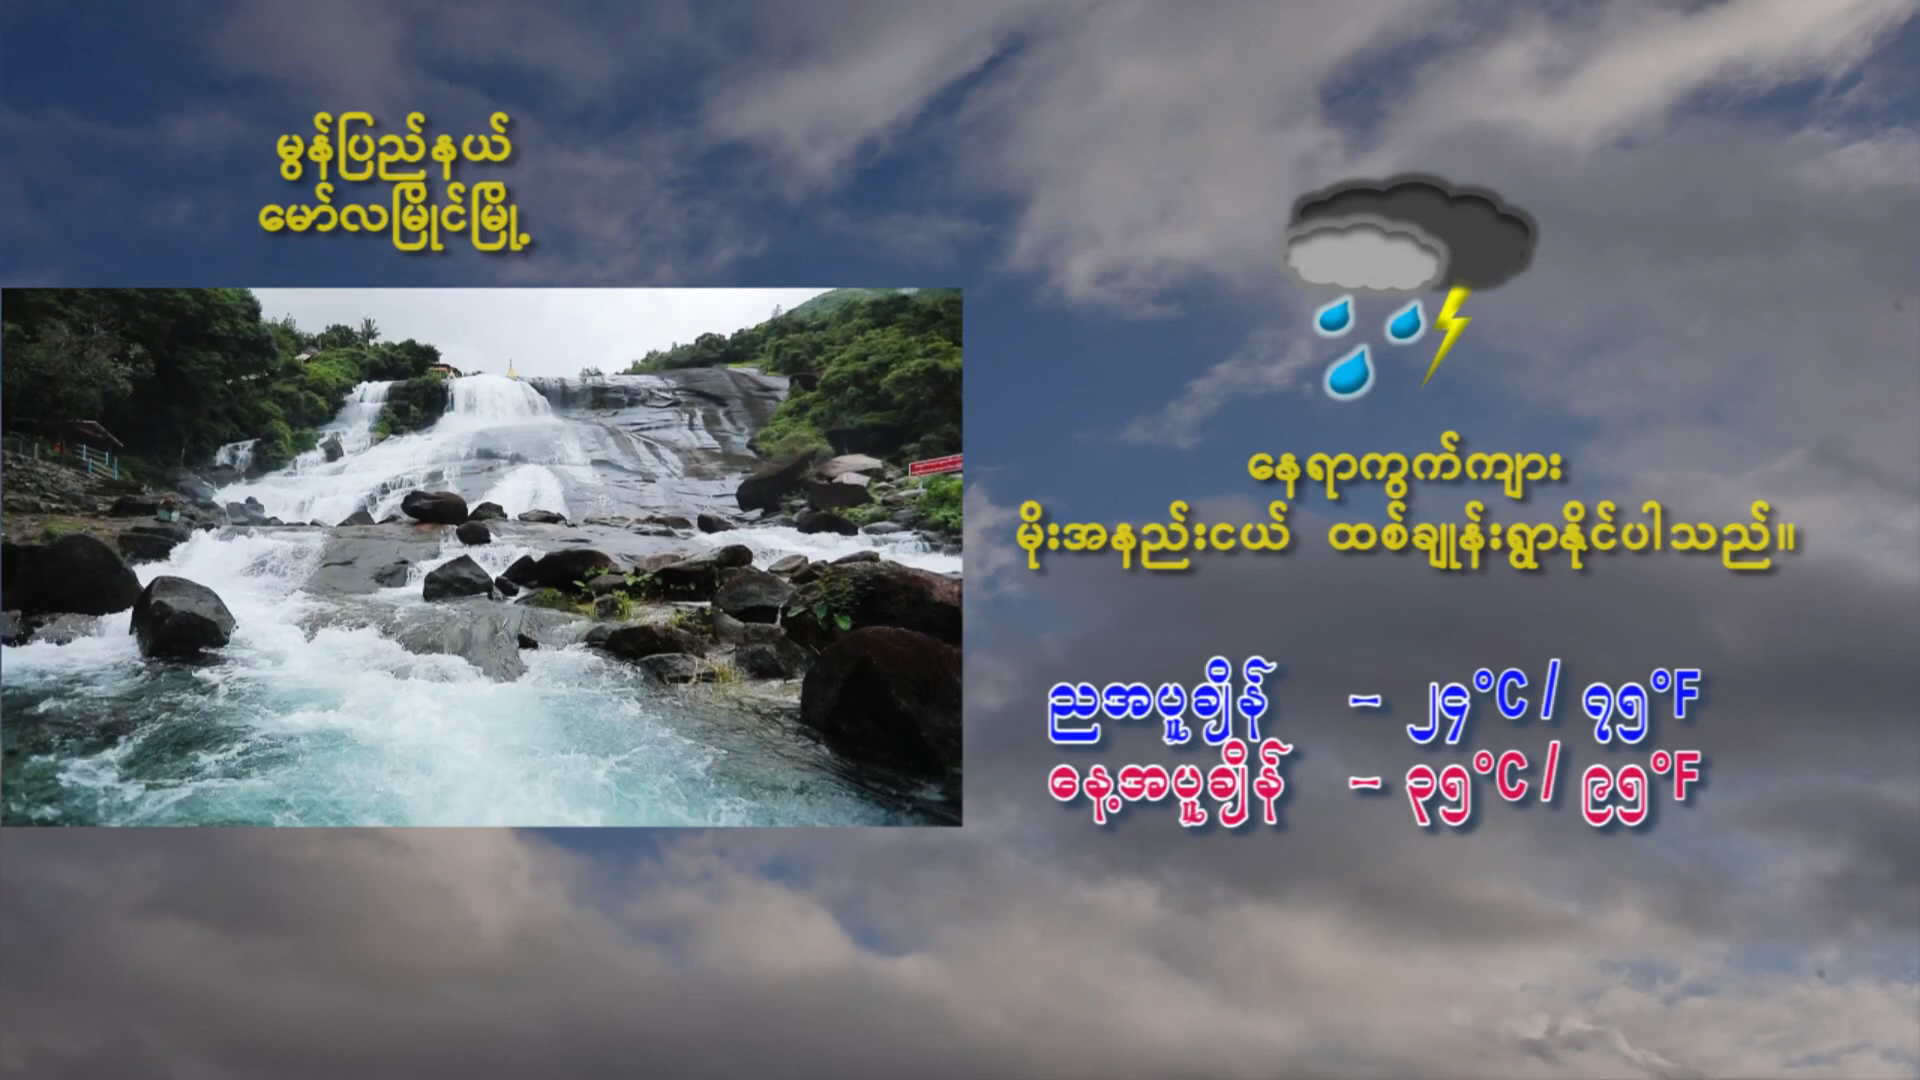 မွန်ပြည်နယ်
မော်လမြိုင်မြို့
နေရာကွက်ကျား
မိုးအနည်းငယ် ထစ်ချုန်းရွာနိုင်ပါသည်။
ညအပူချိန် - ၂၄°C / ၇၅°F
နေ့အပူချိန် - ၃၅°C / ၉၅°F